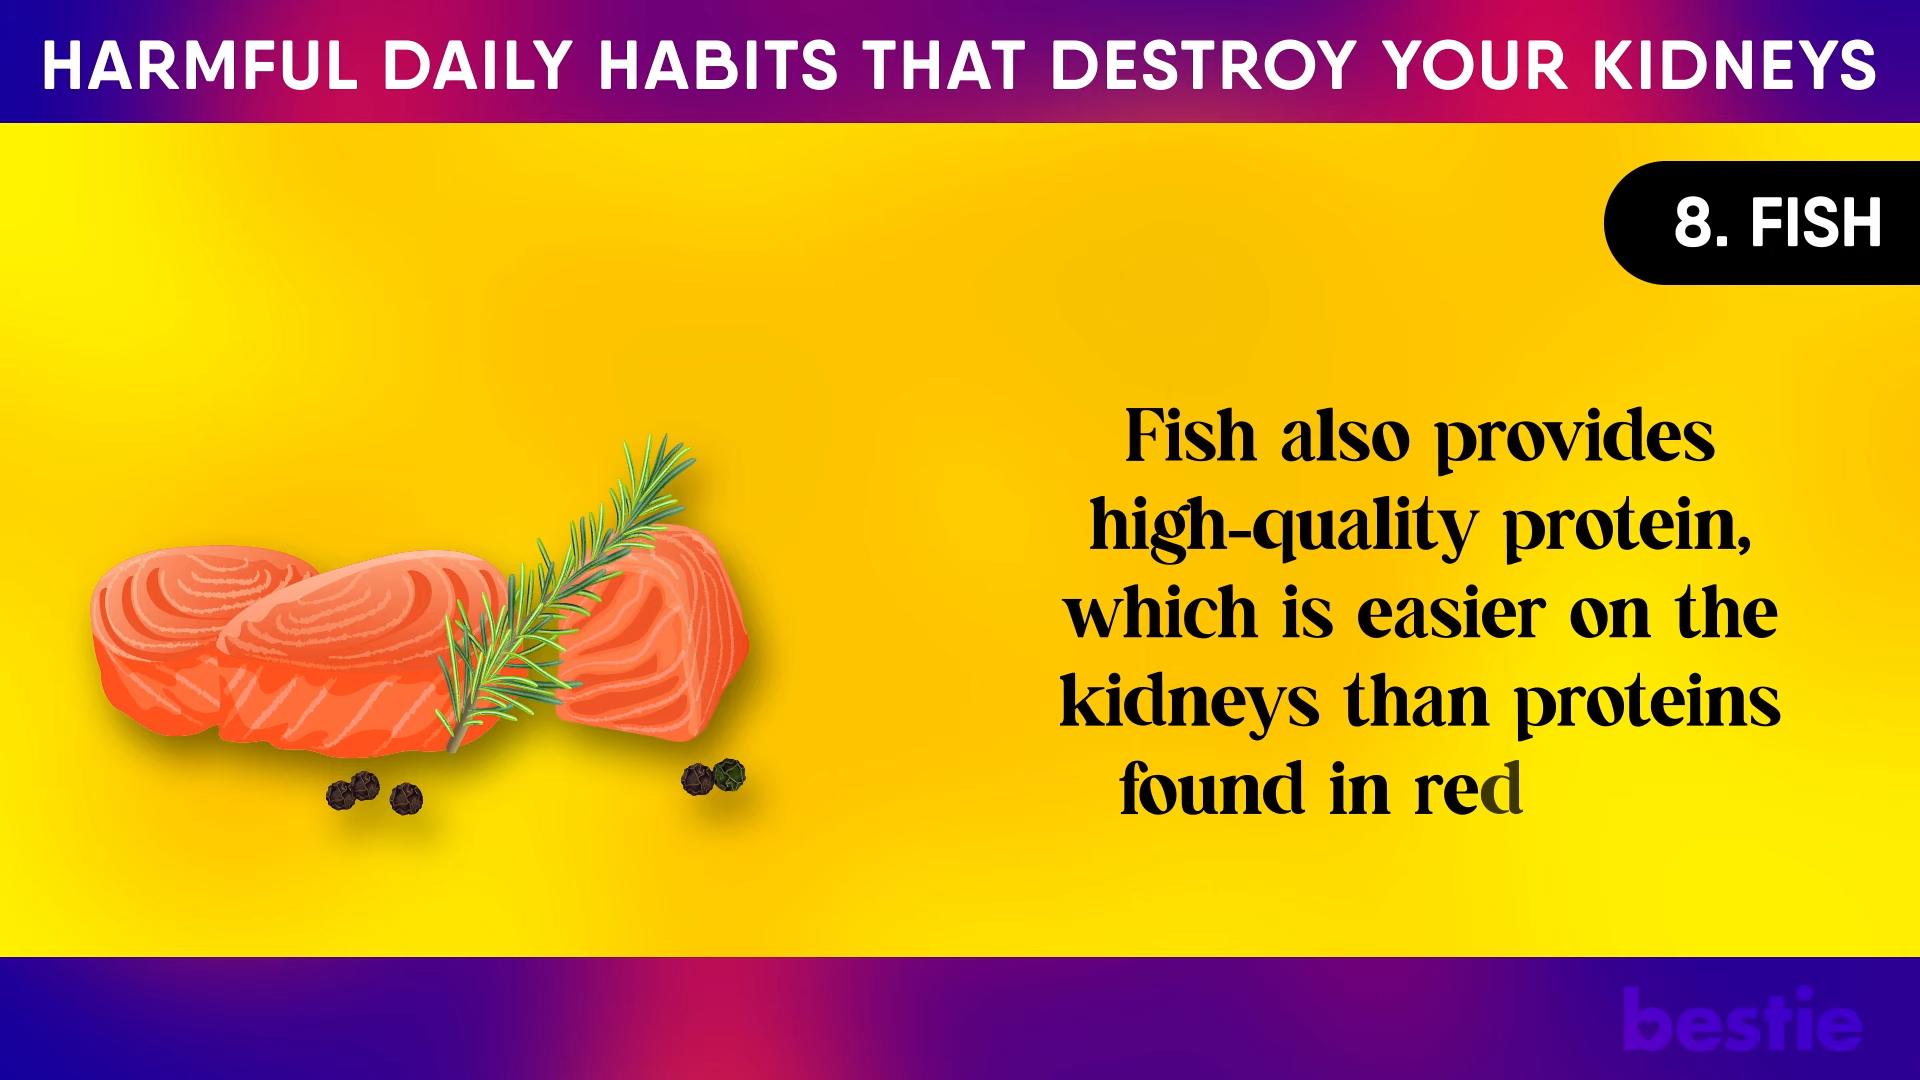 HARMFUL DAILY HABITS THAT DESTROY YOUR KIDNEYS
8. FISH
Fish also provides
high-quality protein,
which is easier on the
kidneys than proteins
found in red
bestie